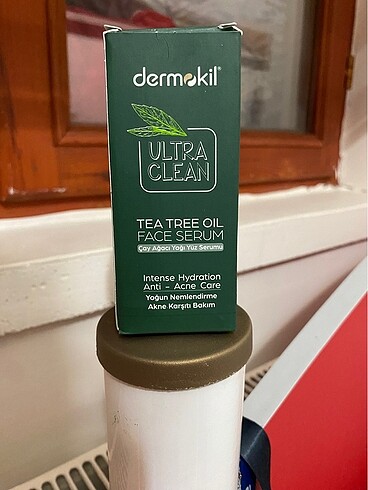 dermokil®
ULTRA
CLEAN
TEA TREE OIL
FACE SERUM
Çay Ağacı Yağı Yüz Serumu
Intense Hydration
Anti - Acne Care
Yoğun Nemlendirme
Akne Karşıtı Bakım